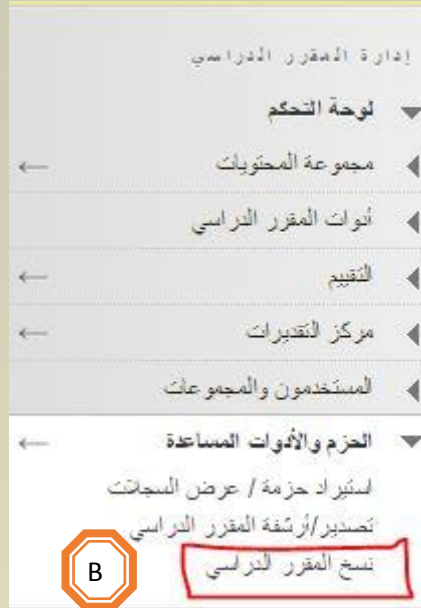 إدارة المقرر الدراسي
لوحة التحكم
مجموعة المحتويات
أدوات المقرر الدراسي
التقييم
مركز التقديرات
المستخدمون والمجموعات
الحزم والأدوات المساعدة
استيراد حزمة / عرض السجلات
تصدير/أرشفة المقرر الدراسي
نسخ المقرر الدراسي
B